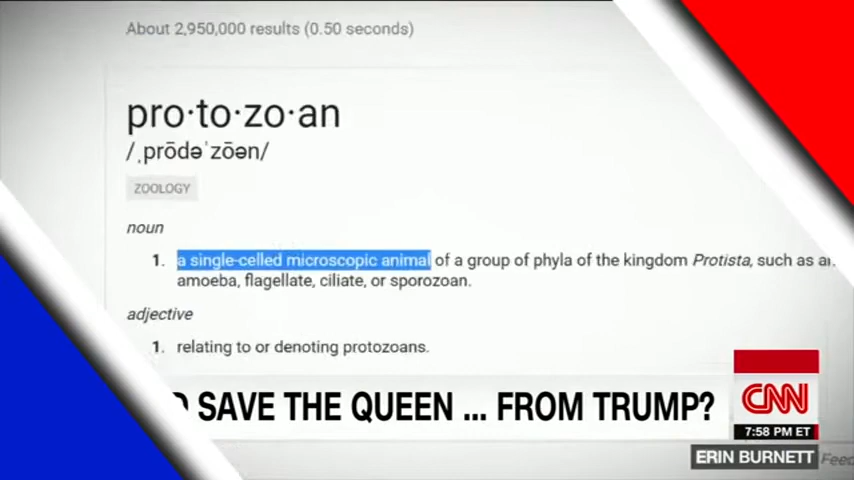 About 2,950,000 results (0.50 seconds)
pro·to·zo·an
/ˌprōdəˈzōən/
ZOOLOGY
noun
1. a single-celled microscopic animal of a group of phyla of the kingdom Protista, such as
amoeba, flagellate, ciliate, or sporozoan.
adjective
1. relating to or denoting protozoans.
SAVE THE QUEEN ... FROM TRUMP?
CNN
7:58 PM ET
ERIN BURNETT